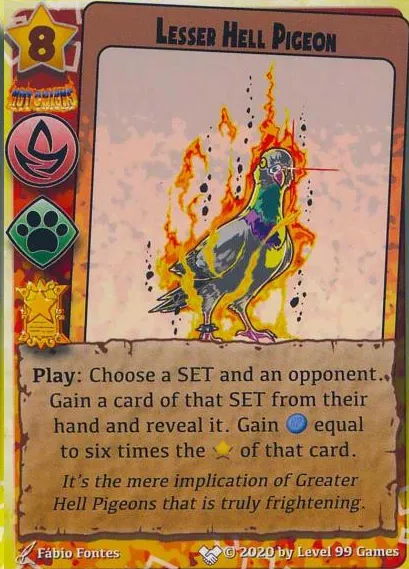 8
LESSER HELL PIGEON
HOT CHICKS
Play: Choose a SET and an opponent.
Gain a card of that SET from their
hand and reveal it. Gain equal
to six times the of that card.
It's the mere implication of Greater
Hell Pigeons that is truly frightening.
Fábio Fontes
© 2020 by Level 99 Games